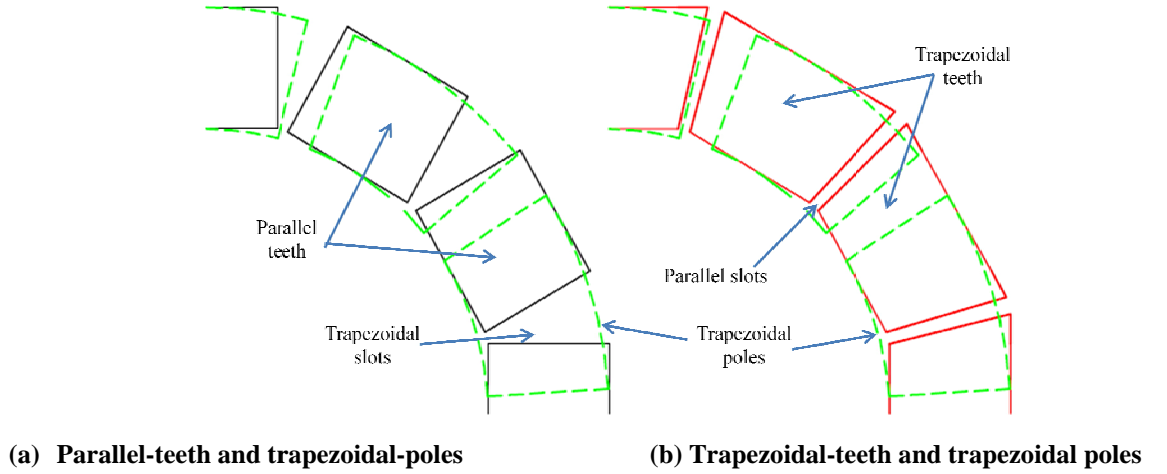 Trapezoidal
teeth
Parallel
teeth
Parallel slots
Trapezoidal
slots
Trapezoidal
poles
(a) Parallel-teeth and trapezoidal-poles
(b) Trapezoidal-teeth and trapezoidal poles